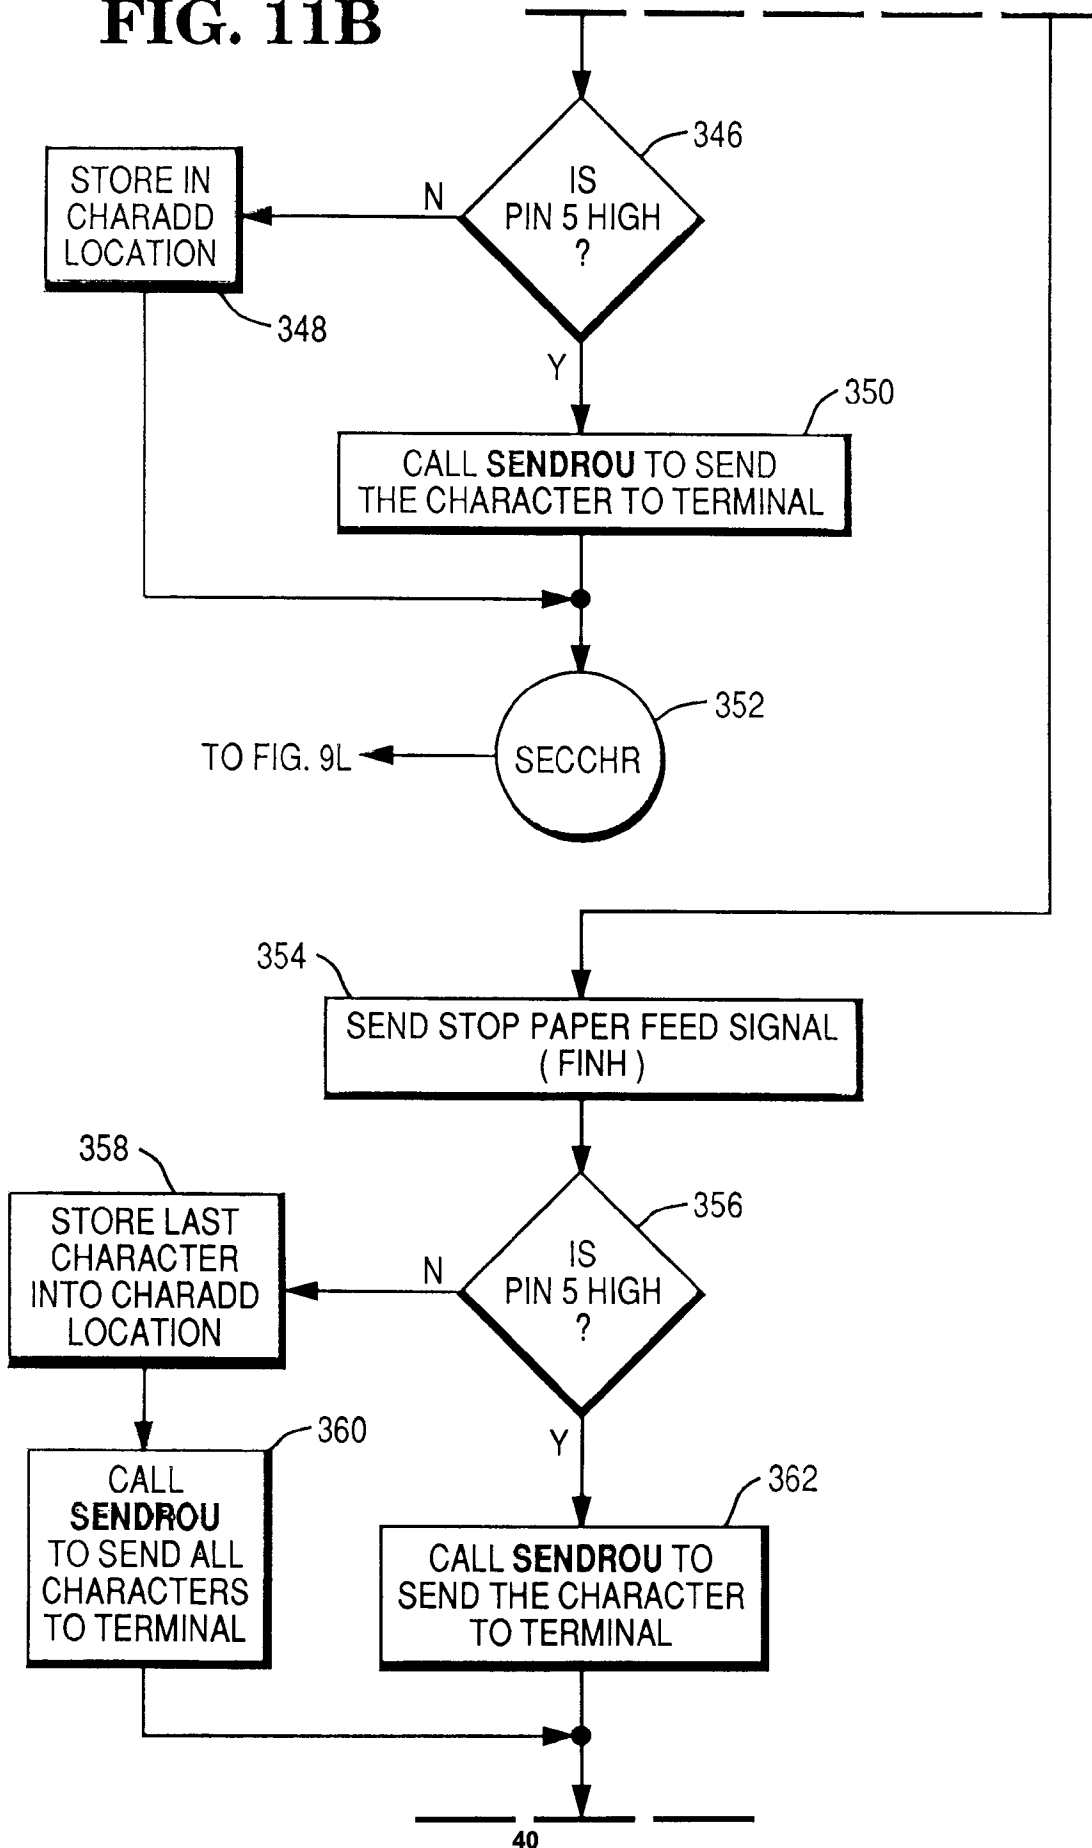 FIG. 11B
346
IS
PIN 5 HIGH
?
N
STORE IN
CHARADD
LOCATION
348
Y
350
CALL SENDROU TO SEND
THE CHARACTER TO TERMINAL
352
SECCHR
TO FIG. 9L
354
SEND STOP PAPER FEED SIGNAL
( FINH )
356
IS
PIN 5 HIGH
?
N
358
STORE LAST
CHARACTER
INTO CHARADD
LOCATION
360
CALL
SENDROU
TO SEND ALL
CHARACTERS
TO TERMINAL
Y
362
CALL SENDROU TO
SEND THE CHARACTER
TO TERMINAL
40